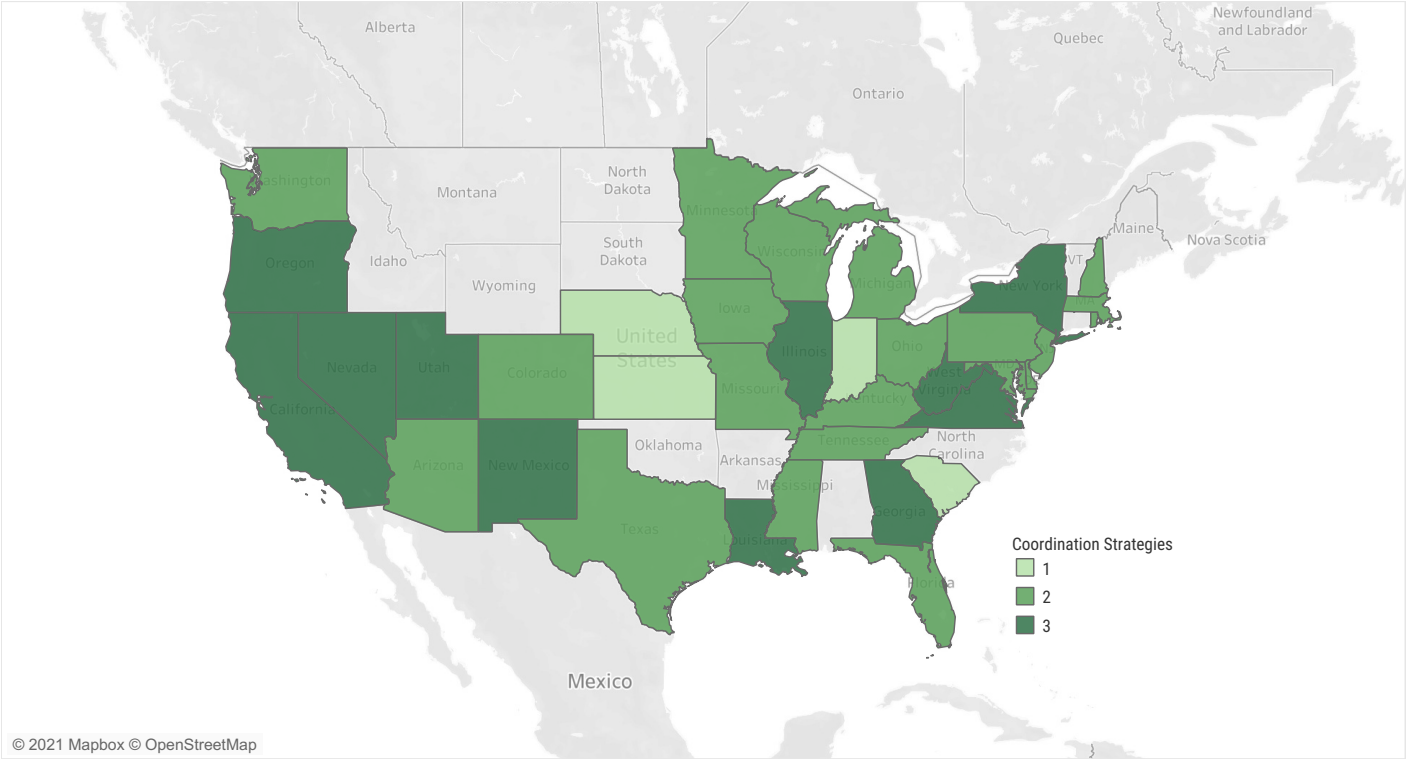 Alberta
Newfoundland
and Labrador
Quebec
Ontario
Washington
Montana
North
Dakota
Minnesota
Maine
Nova Scotia
Oregon
Idaho
South
Dakota
Wisconsin
VT
Wyoming
Michigan
New York
MA
Iowa
United
States
Nevada
Utah
Colorado
Illinois
Ohio
MD
West
Virginia
California
Missouri
Kentucky
Arizona
New Mexico
Oklahoma
Arkansas
Tennessee
North
Carolina
Mississippi
Texas
Louisiana
Georgia
Florida
Coordination Strategies
1
2
3
Mexico
© 2021 Mapbox © OpenStreetMap